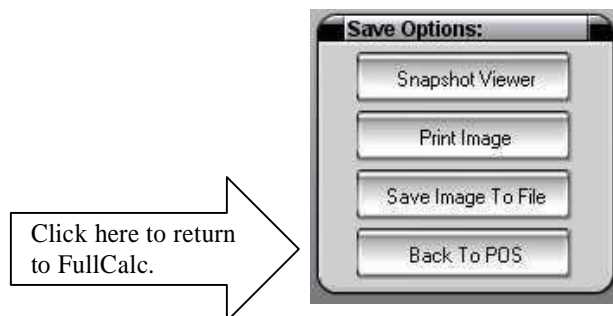 Save Options:
Snapshot Viewer
Print Image
Save Image To File
Click here to return
to FullCalc.
Back To POS